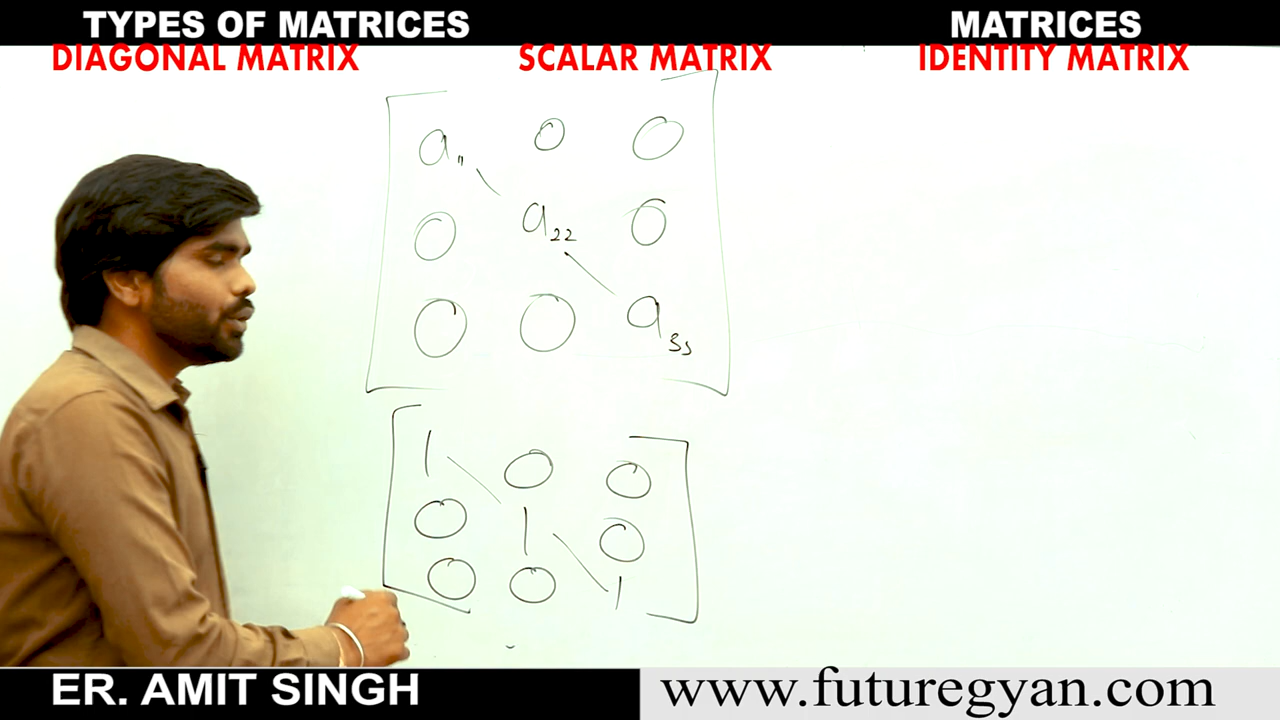 TYPES OF MATRICES MATRICES
DIAGONAL MATRIX SCALAR MATRIX IDENTITY MATRIX
a11 0 0
0 a22 0
0 0 a33
1 0 0
0 1 0
0 0 1
ER. AMIT SINGH www.futuregyan.com